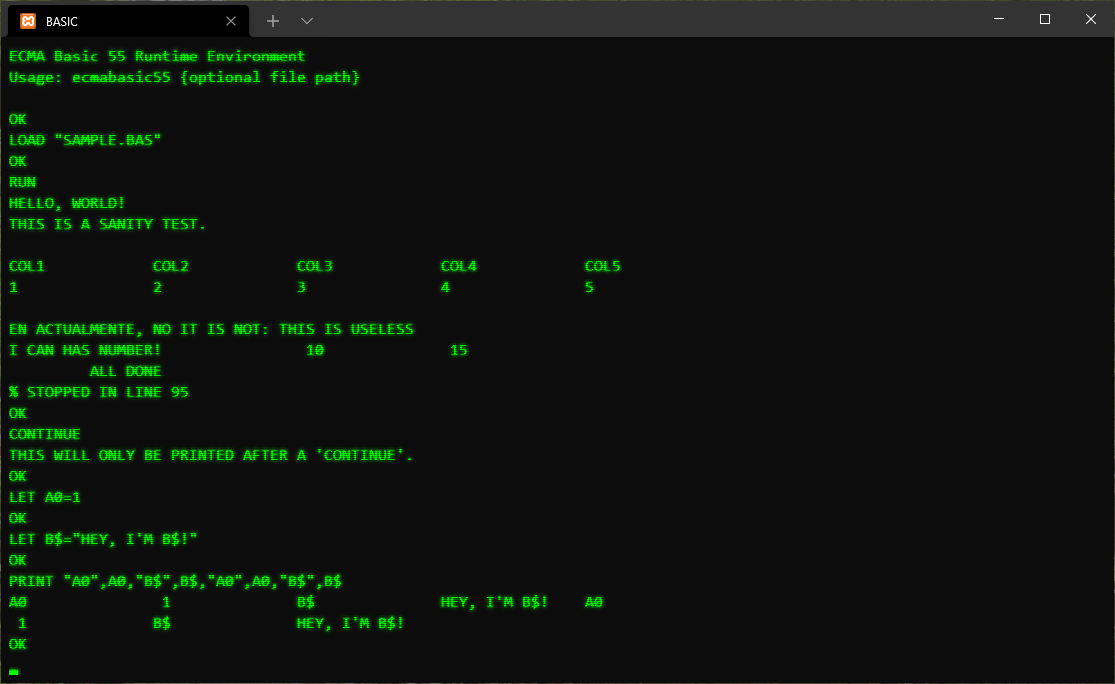 BASIC
ECMA Basic 55 Runtime Environment
Usage: ecmabasic55 {optional file path}
OK
LOAD "SAMPLE.BAS"
OK
RUN
HELLO, WORLD!
THIS IS A SANITY TEST.
COL1 COL2 COL3 COL4 COL5
1 2 3 4 5
EN ACTUALMENTE, NO IT IS NOT: THIS IS USELESS
I CAN HAS NUMBER! 10 15
ALL DONE
% STOPPED IN LINE 95
OK
CONTINUE
THIS WILL ONLY BE PRINTED AFTER A 'CONTINUE'.
OK
LET A0=1
OK
LET B$="HEY, I'M B$!"
OK
PRINT "A0",A0,"B$",B$,"A0",A0,"B$",B$
A0 1 B$ HEY, I'M B$! A0
1 B$ HEY, I'M B$!
OK